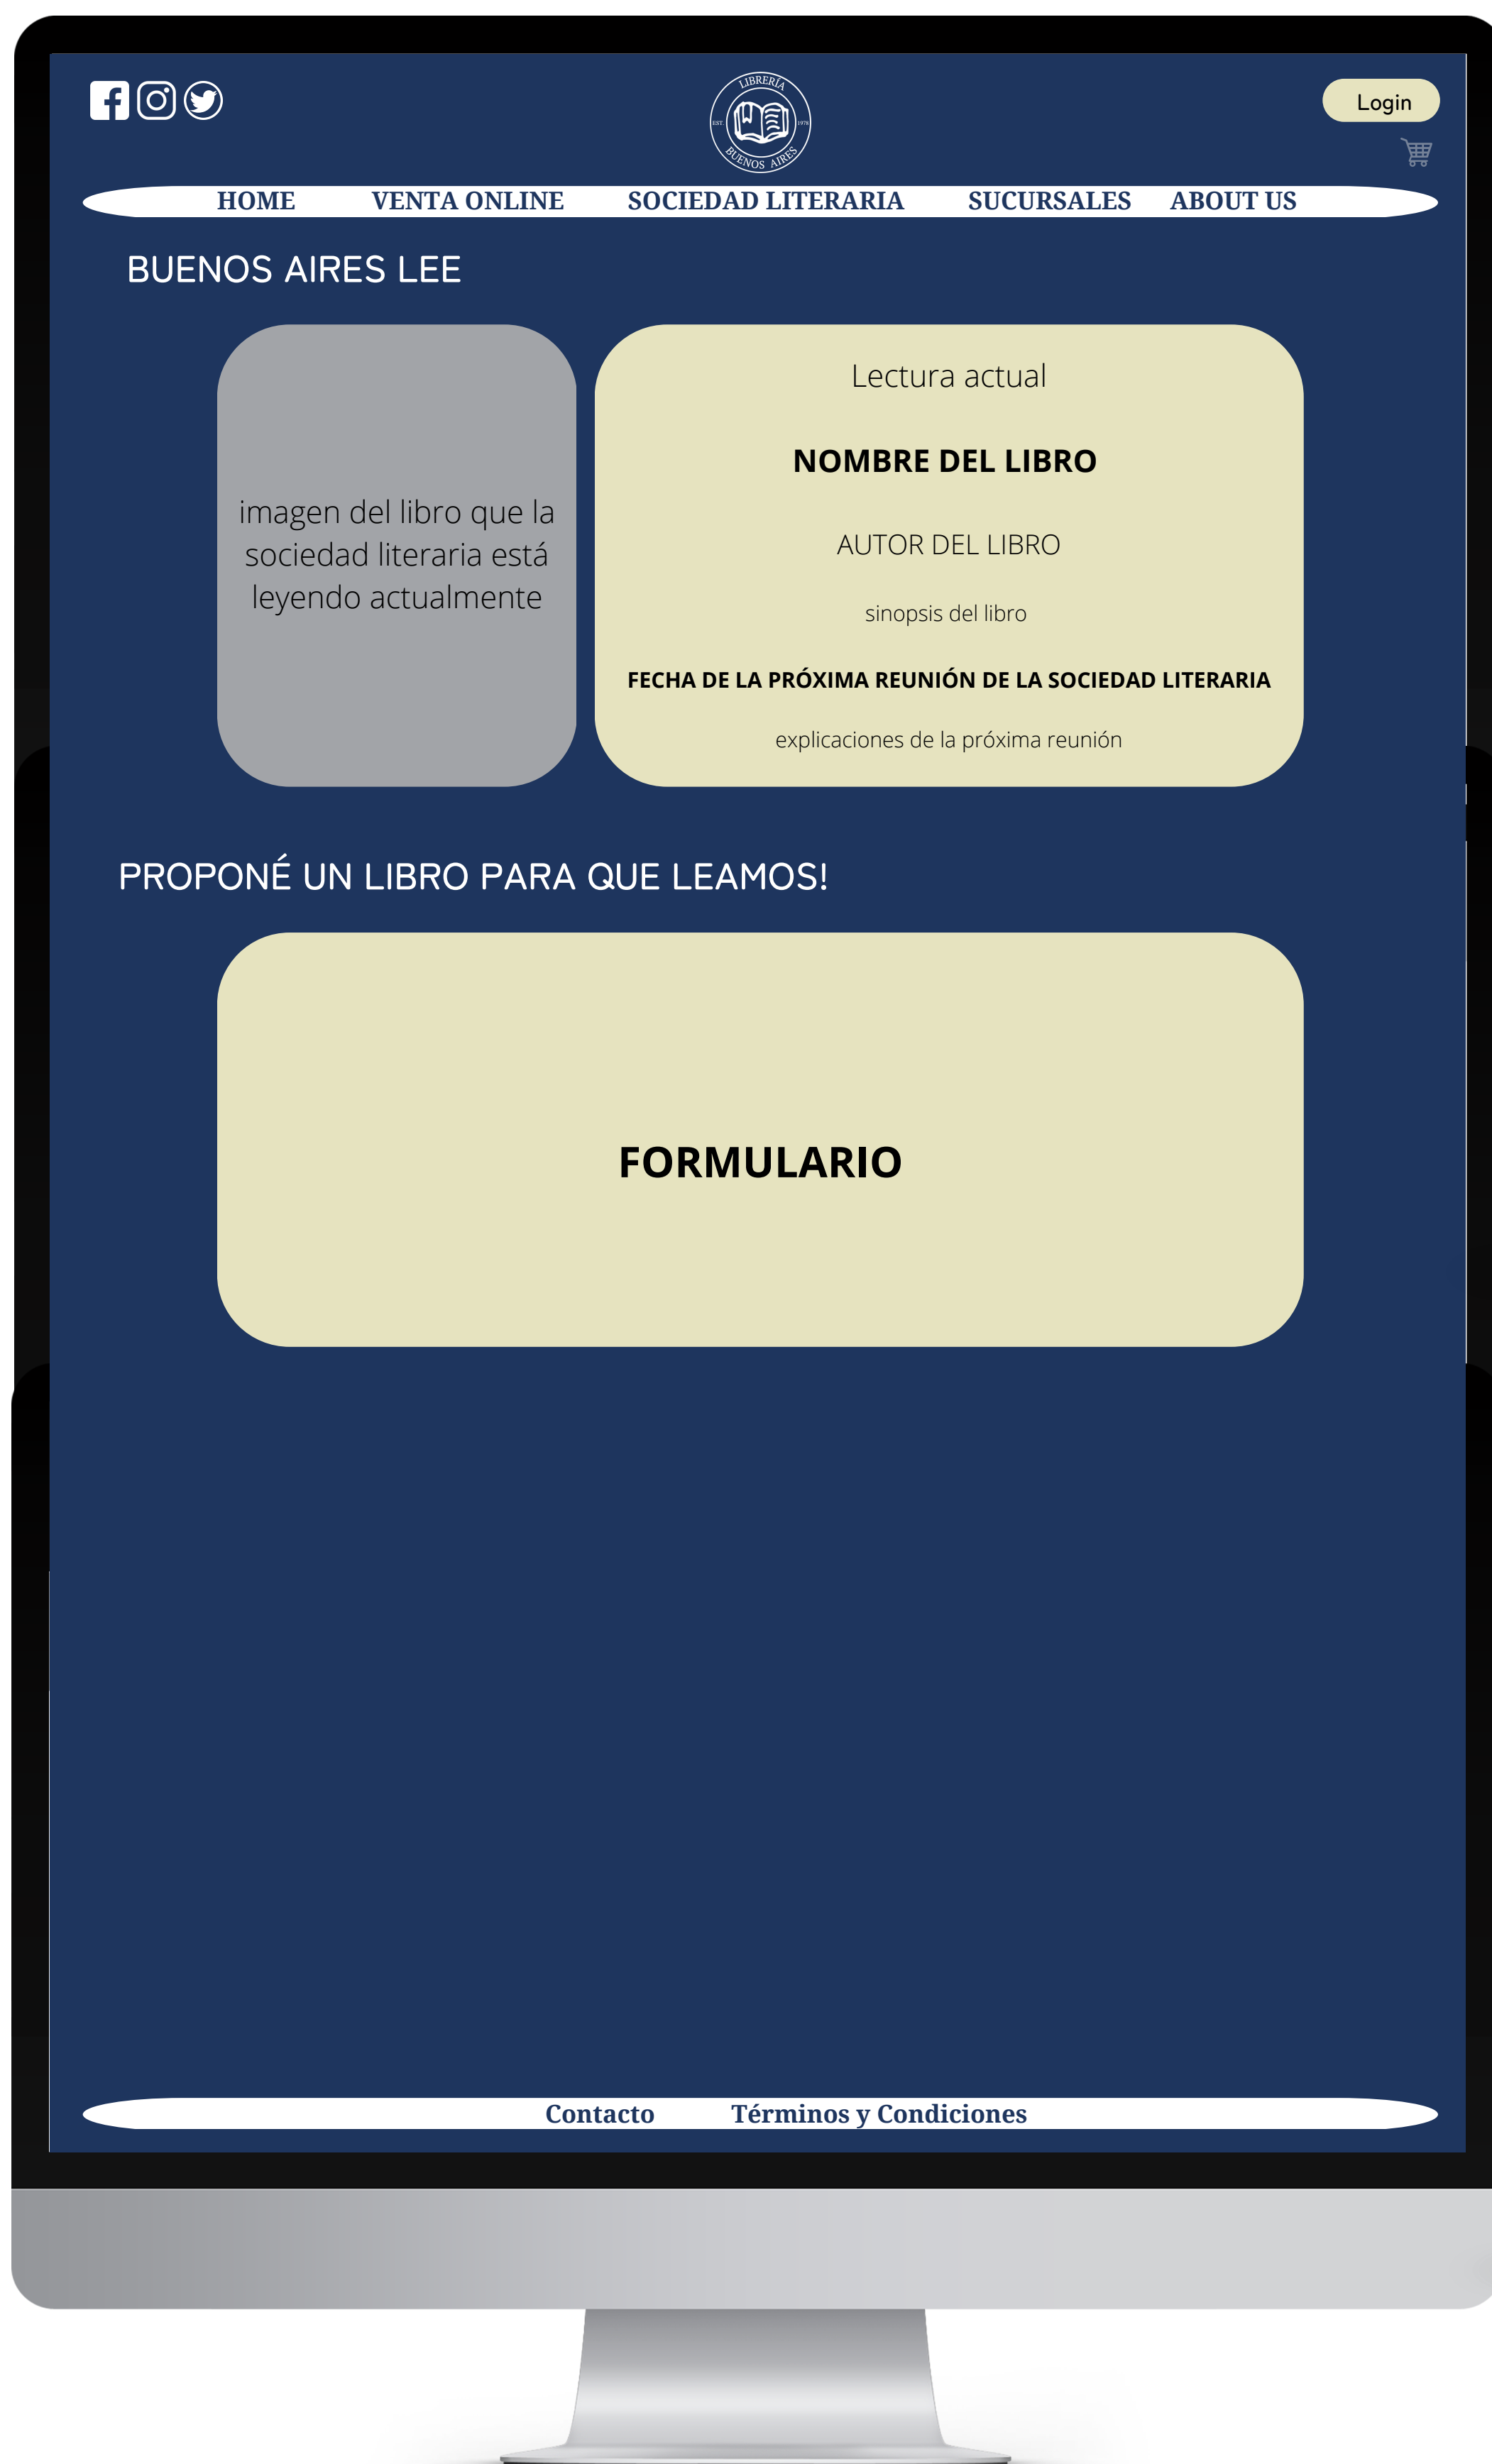 LIBRERÍA
EST.
1978
BUENOS AIRES
Login
HOME VENTA ONLINE SOCIEDAD LITERARIA SUCURSALES ABOUT US
BUENOS AIRES LEE
imagen del libro que la
sociedad literaria está
leyendo actualmente
Lectura actual
NOMBRE DEL LIBRO
AUTOR DEL LIBRO
sinopsis del libro
FECHA DE LA PRÓXIMA REUNIÓN DE LA SOCIEDAD LITERARIA
explicaciones de la próxima reunión
PROPONÉ UN LIBRO PARA QUE LEAMOS!
FORMULARIO
Contacto Términos y Condiciones